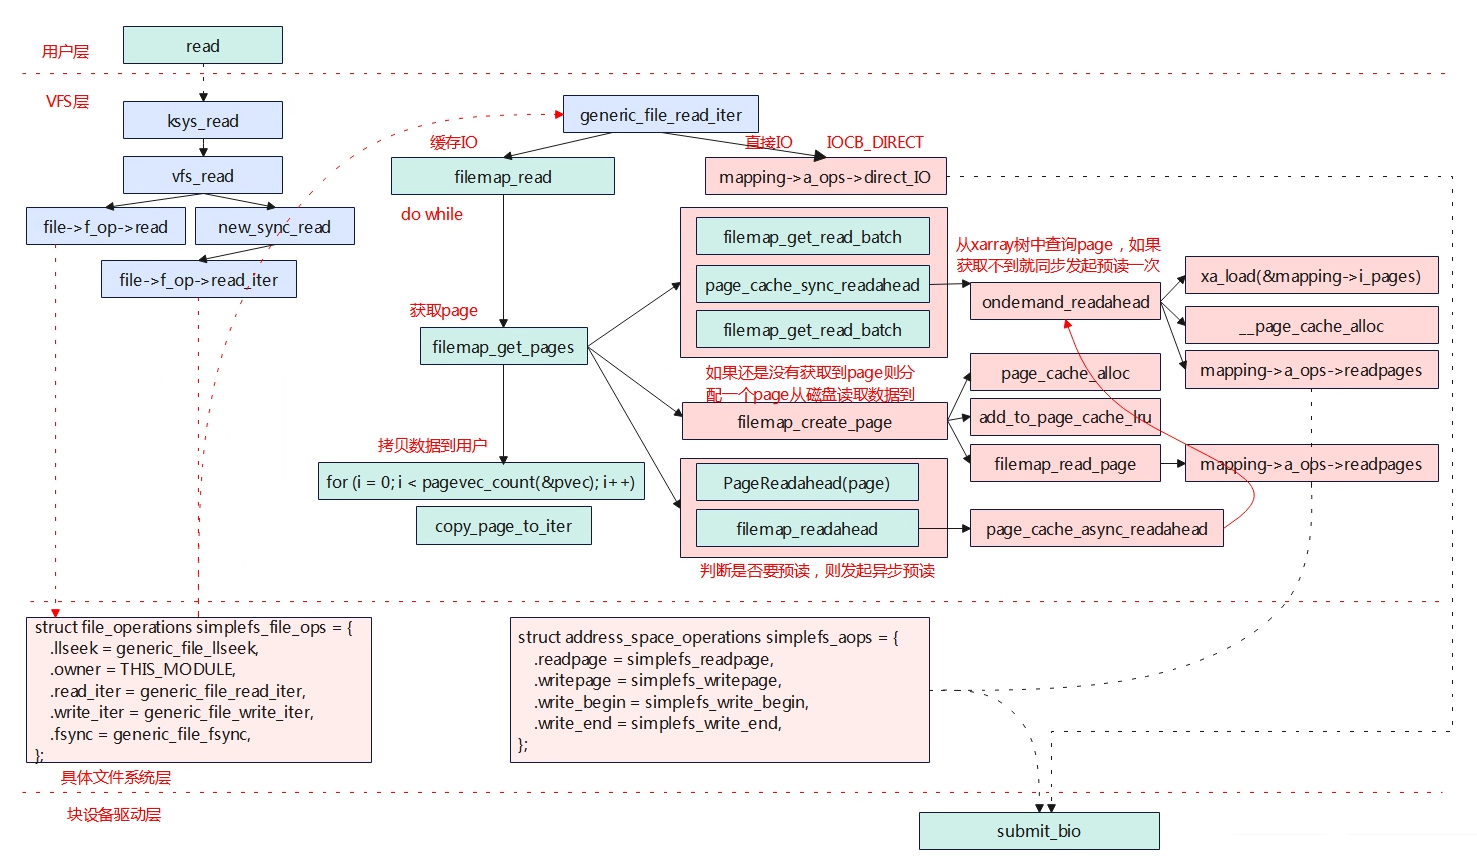 用户层
read
VFS层
ksys_read
vfs_read
file->f_op->read
new_sync_read
file->f_op->read_iter
generic_file_read_iter
缓存IO
直接IO
IOCB_DIRECT
filemap_read
mapping->a_ops->direct_IO
do while
filemap_get_read_batch
page_cache_sync_readahead
filemap_get_read_batch
从xarray树中查询page，如果
获取不到就同步发起预读一次
ondemand_readahead
xa_load(&mapping->i_pages)
__page_cache_alloc
mapping->a_ops->readpages
获取page
filemap_get_pages
如果还是没有获取到page则分
配一个page从磁盘读取数据到
filemap_create_page
page_cache_alloc
add_to_page_cache_lru
filemap_read_page
mapping->a_ops->readpages
拷贝数据到用户
for (i = 0; i < pagevec_count(&pvec); i++)
copy_page_to_iter
PageReadahead(page)
filemap_readahead
page_cache_async_readahead
判断是否要预读，则发起异步预读
struct file_operations simplefs_file_ops = {
.llseek = generic_file_llseek,
.owner = THIS_MODULE,
.read_iter = generic_file_read_iter,
.write_iter = generic_file_write_iter,
.fsync = generic_file_fsync,
};
struct address_space_operations simplefs_aops = {
.readpage = simplefs_readpage,
.writepage = simplefs_writepage,
.write_begin = simplefs_write_begin,
.write_end = simplefs_write_end,
};
具体文件系统层
块设备驱动层
submit_bio